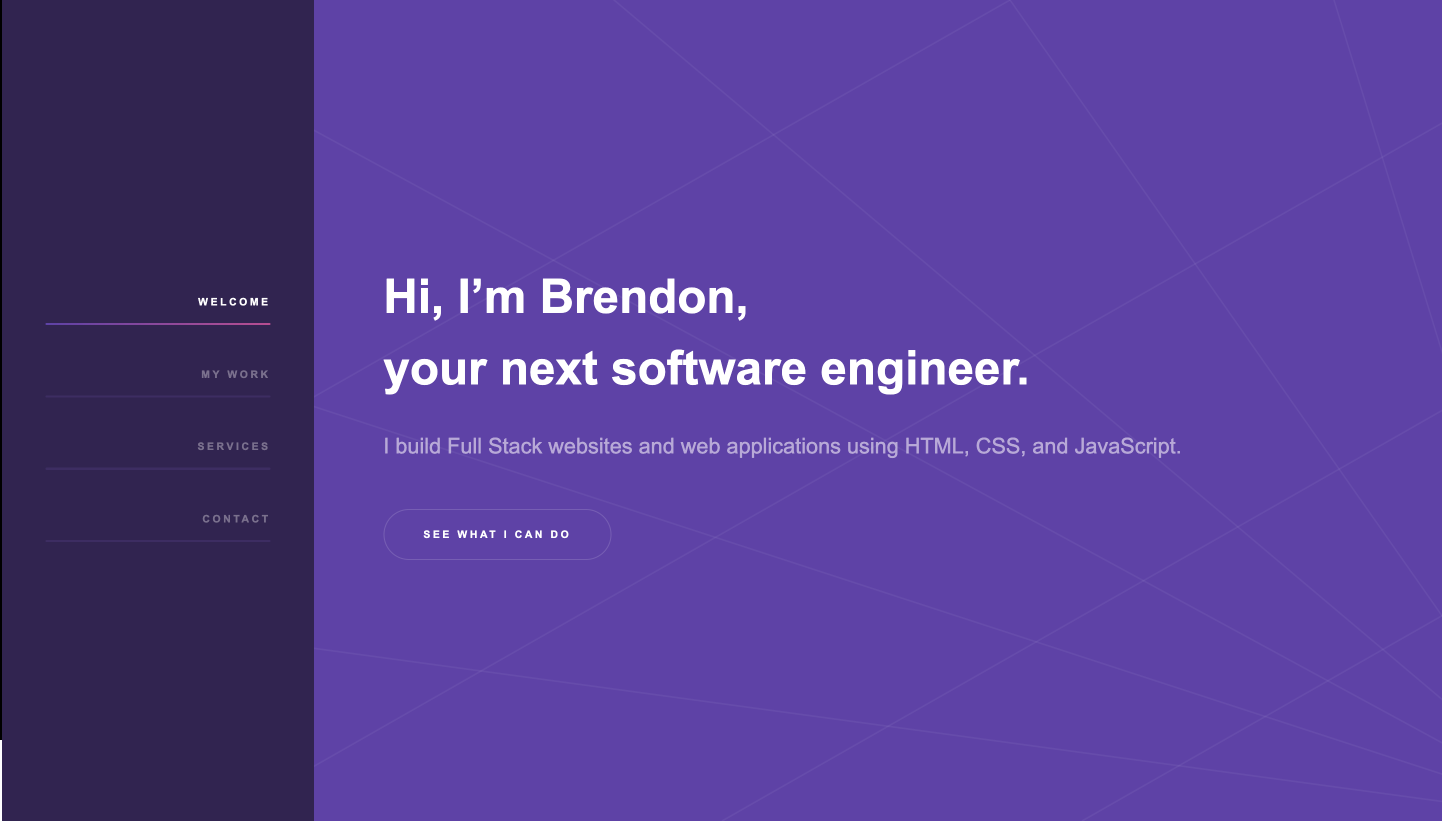 WELCOME
MY WORK
SERVICES
CONTACT
Hi, I’m Brendon,
your next software engineer.
I build Full Stack websites and web applications using HTML, CSS, and JavaScript.
SEE WHAT I CAN DO